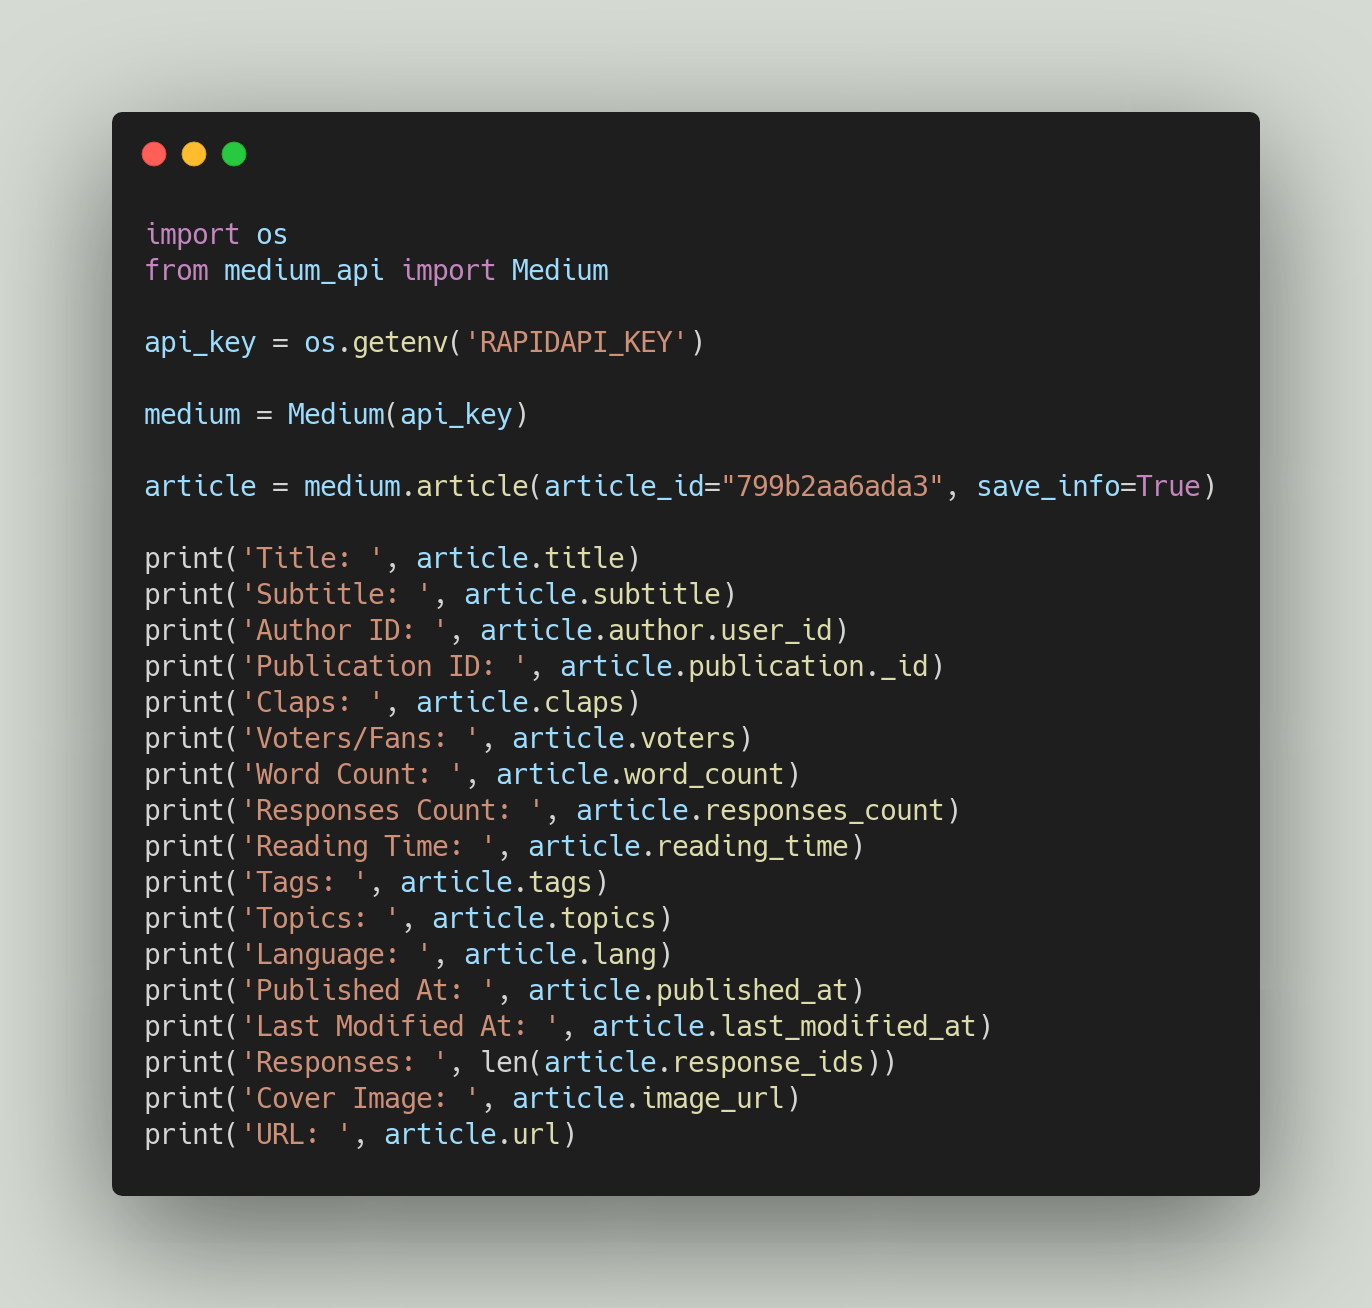 import os
from medium_api import Medium

api_key = os.getenv('RAPIDAPI_KEY')

medium = Medium(api_key)

article = medium.article(article_id="799b2aa6ada3", save_info=True)

print('Title: ', article.title)
print('Subtitle: ', article.subtitle)
print('Author ID: ', article.author.user_id)
print('Publication ID: ', article.publication._id)
print('Claps: ', article.claps)
print('Voters/Fans: ', article.voters)
print('Word Count: ', article.word_count)
print('Responses Count: ', article.responses_count)
print('Reading Time: ', article.reading_time)
print('Tags: ', article.tags)
print('Topics: ', article.topics)
print('Language: ', article.lang)
print('Published At: ', article.published_at)
print('Last Modified At: ', article.last_modified_at)
print('Responses: ', len(article.response_ids))
print('Cover Image: ', article.image_url)
print('URL: ', article.url)